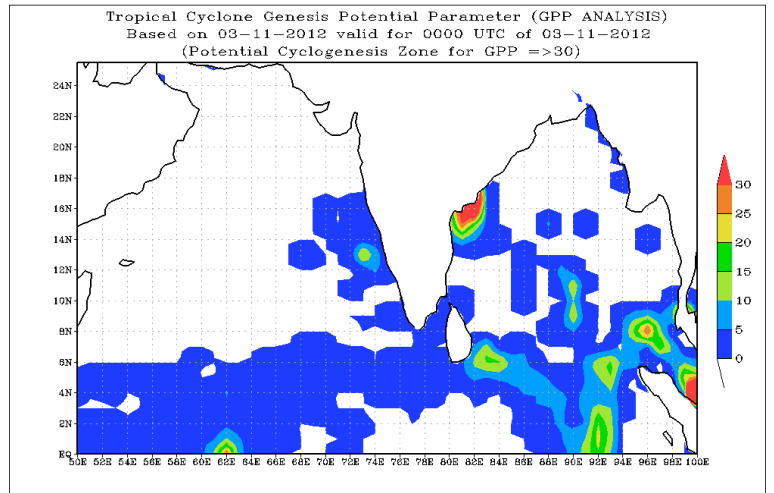 Tropical Cyclone Genesis Potential Parameter (GPP ANALYSIS)
Based on 03-11-2012 valid for 0000 UTC of 03-11-2012
(Potential Cyclogenesis Zone for GPP =>30)
24N
22N
20N
18N
16N
14N
12N
10N
8N
6N
4N
2N
EQ
50E 52E 54E 56E 58E 60E 62E 64E 66E 68E 70E 72E 74E 76E 78E 80E 82E 84E 86E 88E 90E 92E 94E 96E 98E 100E
30
25
20
15
10
5
0